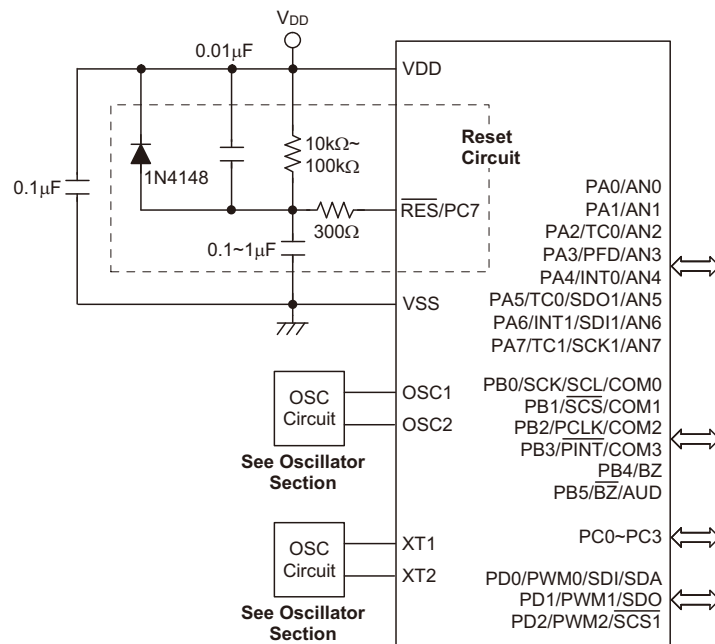 VDD
0.01μF
VDD
10kΩ~
100kΩ
Reset
Circuit
1N4148
0.1μF
RES/PC7
300Ω
0.1~1μF
VSS
PA0/AN0
PA1/AN1
PA2/TC0/AN2
PA3/PFD/AN3
PA4/INT0/AN4
PA5/TC0/SDO1/AN5
PA6/INT1/SDI1/AN6
PA7/TC1/SCK1/AN7
OSC
Circuit
OSC1
OSC2
See Oscillator
Section
PB0/SCK/SCL/COM0
PB1/SCS/COM1
PB2/PCLK/COM2
PB3/PINT/COM3
PB4/BZ
PB5/BZ/AUD
PC0~PC3
OSC
Circuit
XT1
XT2
See Oscillator
Section
PD0/PWM0/SDI/SDA
PD1/PWM1/SDO
PD2/PWM2/SCS1